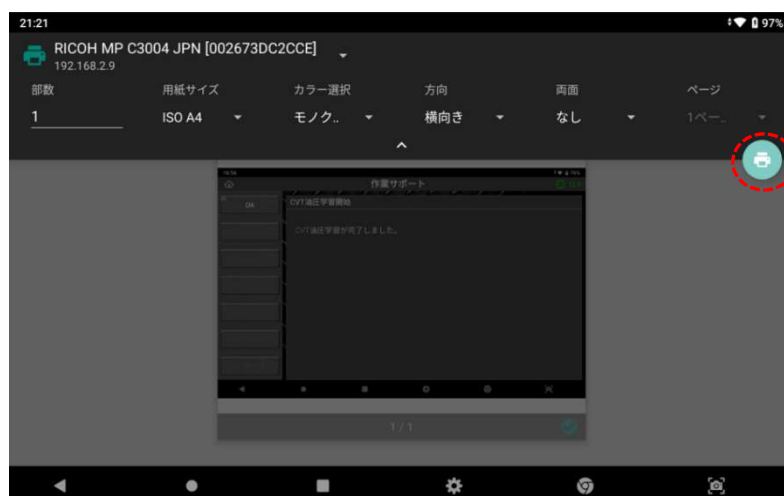 21:21
97%
RICOH MP C3004 JPN [002673DC2CCE]
192.168.2.9
部数 用紙サイズ カラー選択 方向 両面 ページ
1 ISO A4 モノク.. 横向き なし 1ペー..
作業サポート
OK
CVT油圧学習開始
CVT油圧学習が完了しました。
1 / 1